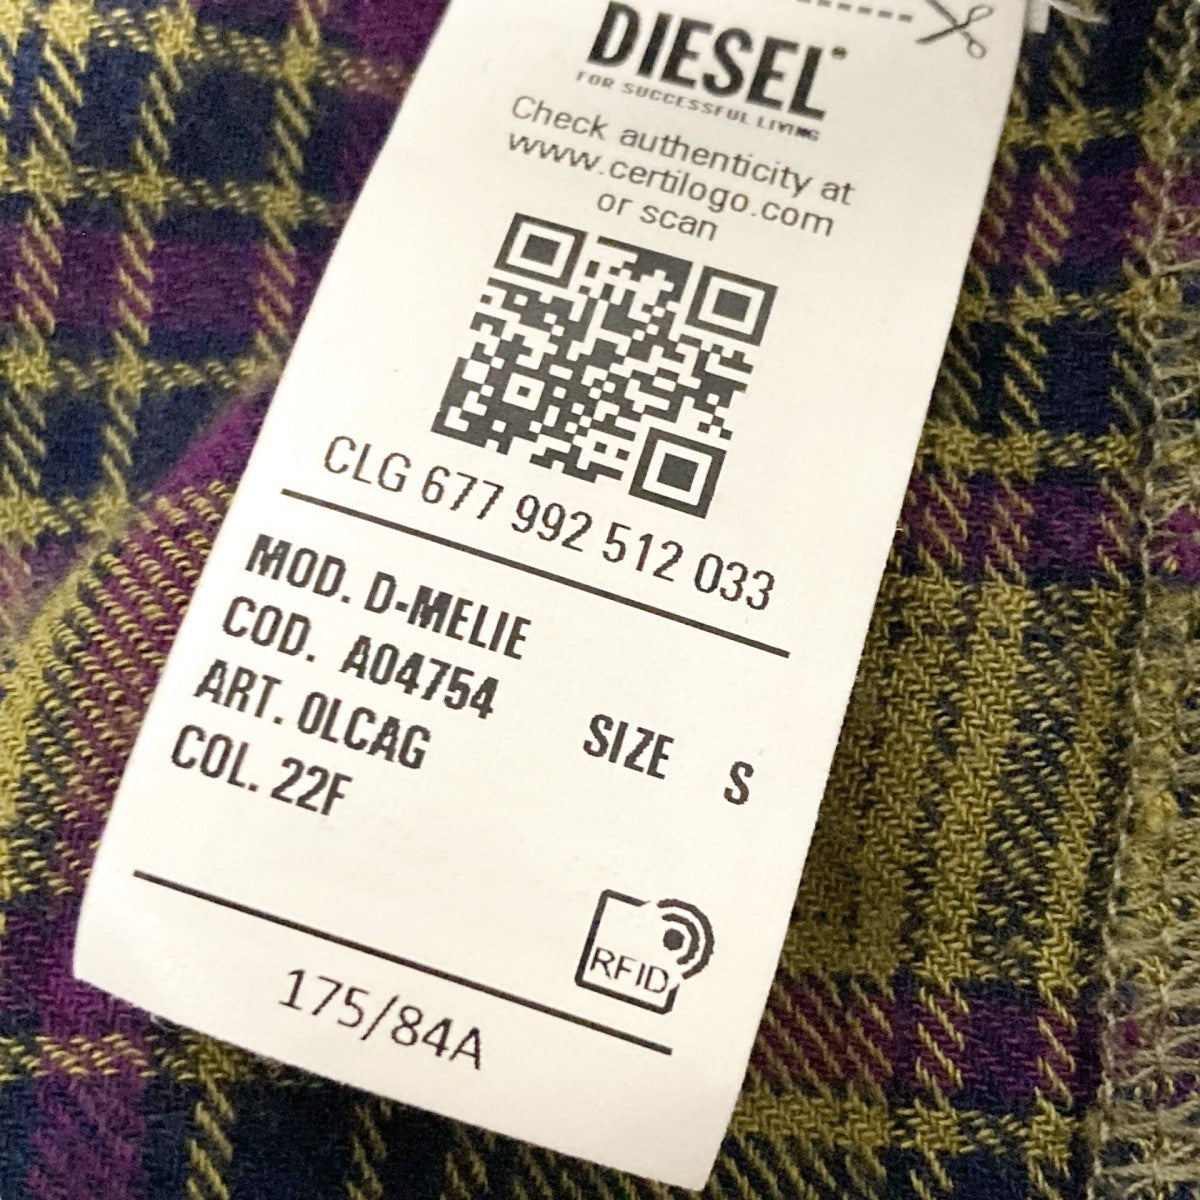 DIESEL
FOR SUCCESSFUL LIVING
Check authenticity at
www.certilogo.com
or scan
CLG 677 992 512 033
MOD. D-MELIE
COD. A04754
ART. 0LCAG
COL. 22F
SIZE S
RFID
175/84A